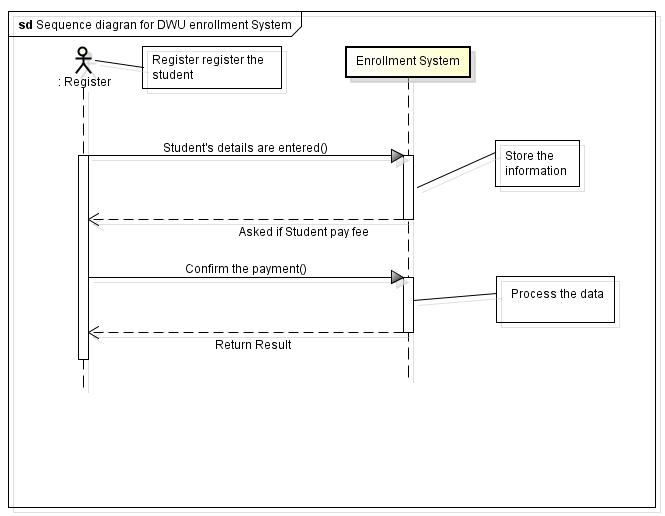 sd Sequence diagran for DWU enrollment System
Register register the
student
: Register
Enrollment System
Student's details are entered()
Store the
information
Asked if Student pay fee
Confirm the payment()
Process the data
Return Result